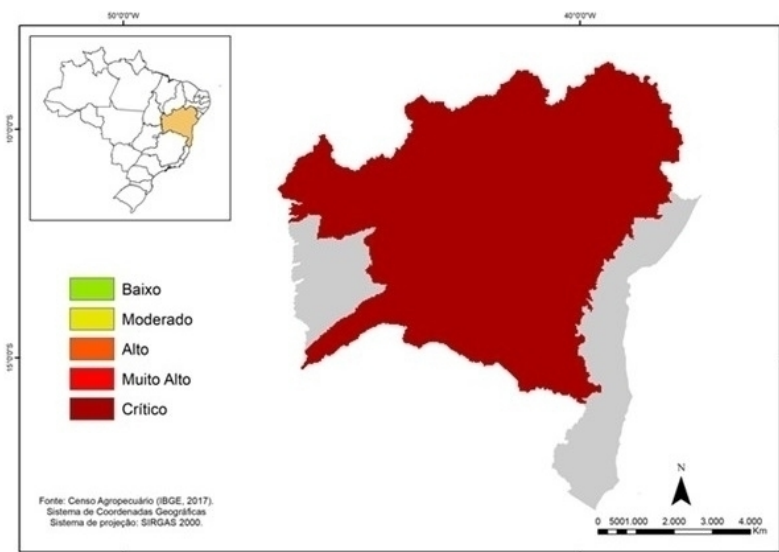 50°0'0"W
40°0'0"W
10°0'0"S
15°0'0"S
Baixo
Moderado
Alto
Muito Alto
Crítico
Fonte: Censo Agropecuário (IBGE, 2017).
Sistema de Coordenadas Geográficas
Sistema de projeção: SIRGAS 2000.
N
0 5001.000 2.000 3.000 4.000
Km